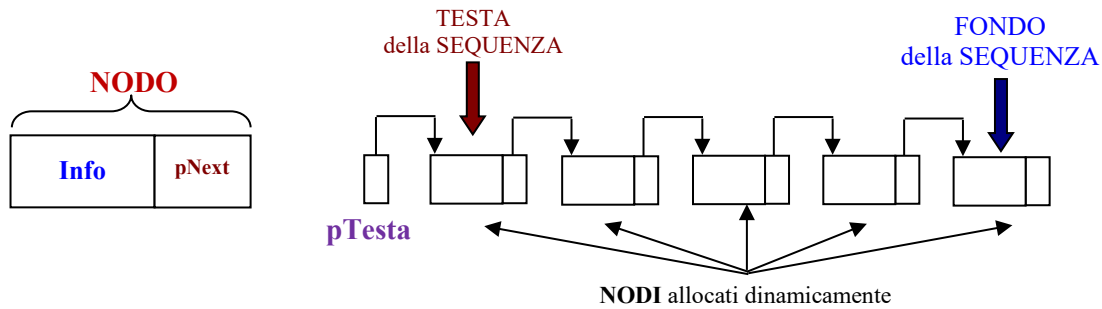 TESTA
della SEQUENZA
FONDO
della SEQUENZA
NODO
Info
pNext
pTesta
NODI allocati dinamicamente